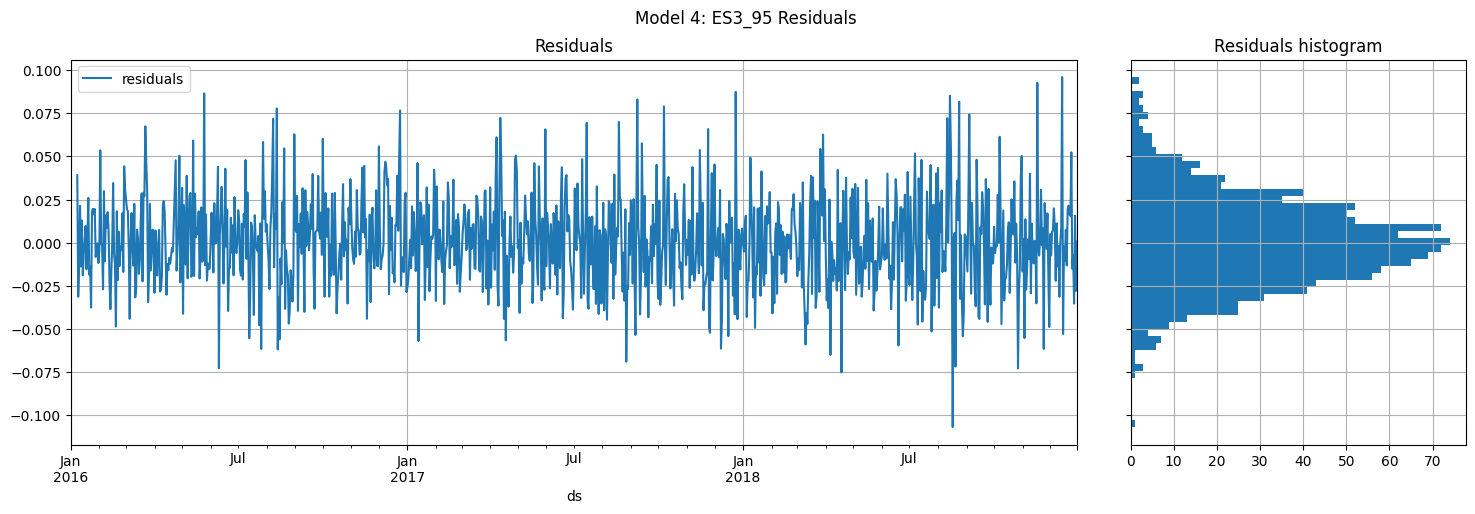 Model 4: ES3_95 Residuals
Residuals
residuals
0.100
0.075
0.050
0.025
0.000
−0.025
−0.050
−0.075
−0.100
Jan
2016
Jul
Jan
2017
Jul
Jan
2018
Jul
ds
Residuals histogram
0 10 20 30 40 50 60 70